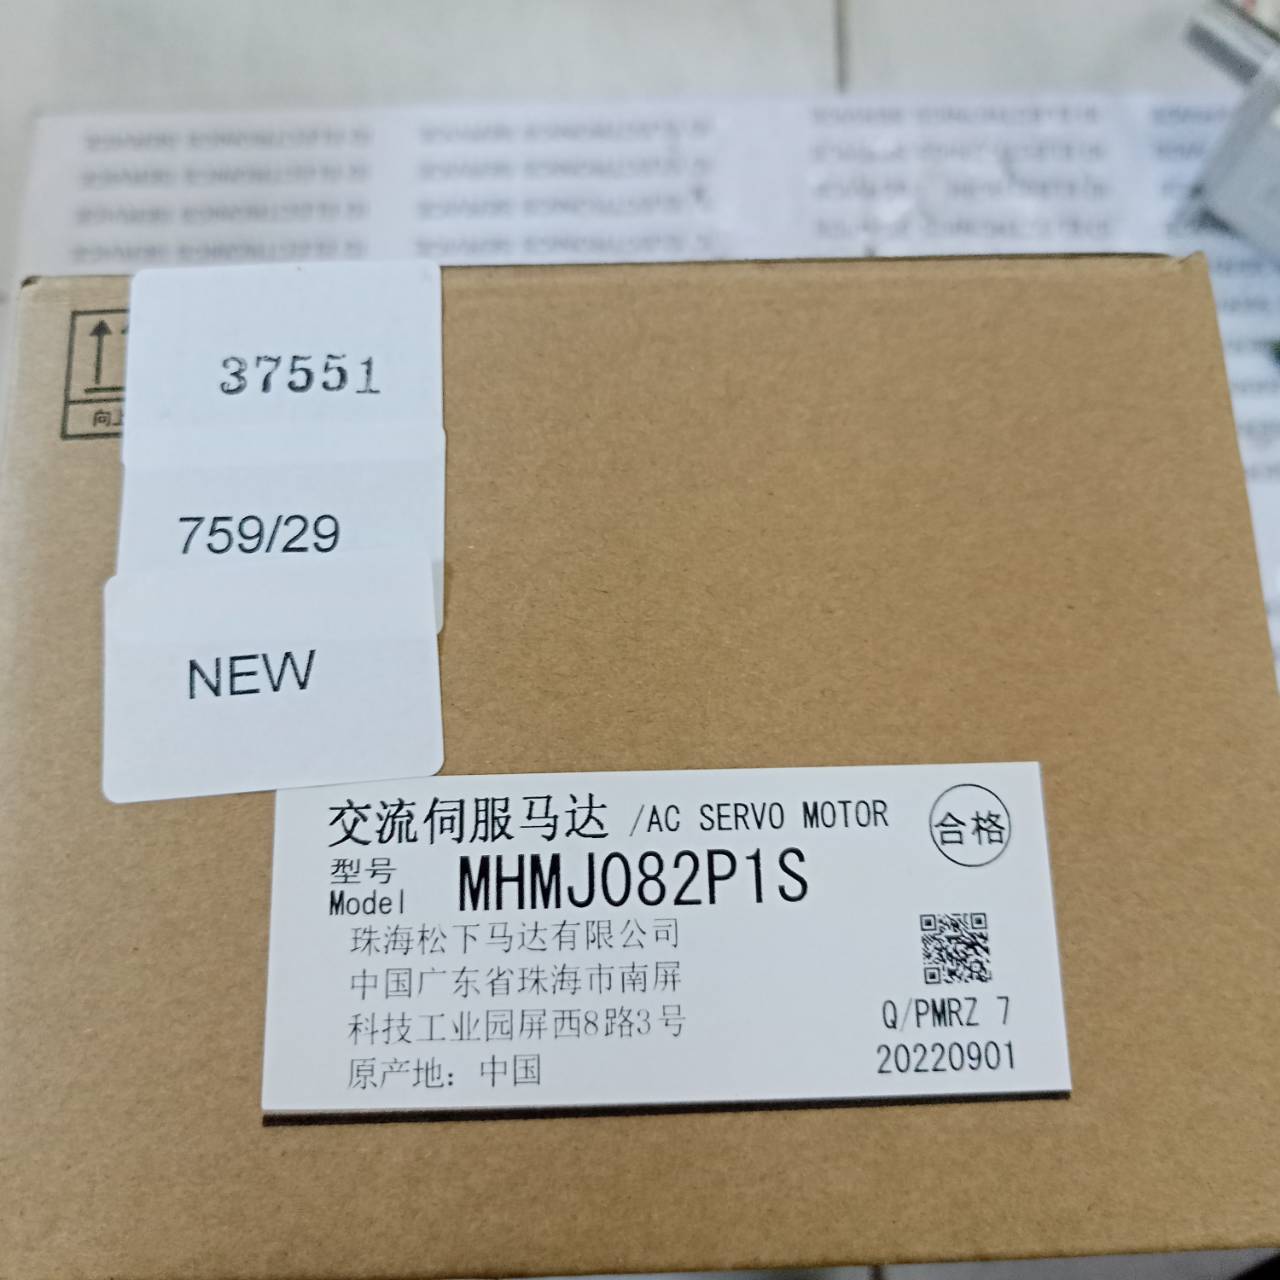 向上
37551
759/29
NEW
交流伺服马达 /AC SERVO MOTOR
合格
型号
Model MHMJ082P1S
珠海松下马达有限公司
中国广东省珠海市南屏
科技工业园屏西8路3号
原产地：中国
Q/PMRZ 7
20220901